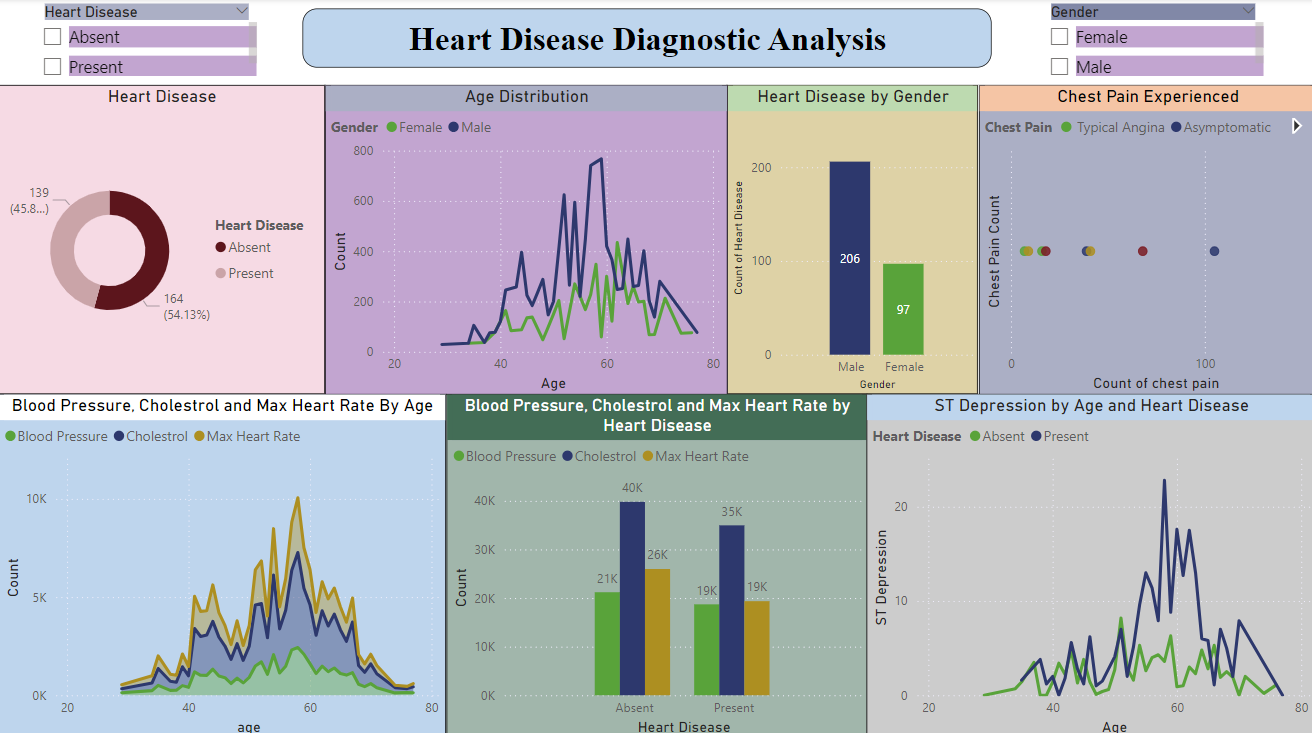 Heart Disease
Absent
Present
Heart Disease Diagnostic Analysis
Gender
Female
Male
Heart Disease
139
(45.8...)
164
(54.13%)
Heart Disease
Absent
Present
Age Distribution
Gender Female Male
800
600
400
200
0
Count
20 40 60 80
Age
Heart Disease by Gender
200
100
0
Count of Heart Disease
206
97
Male Female
Gender
Chest Pain Experienced
Chest Pain Typical Angina Asymptomatic
Chest Pain Count
0 100
Count of chest pain
Blood Pressure, Cholestrol and Max Heart Rate By Age
Blood Pressure Cholestrol Max Heart Rate
10K
5K
0K
Count
20 40 60 80
age
Blood Pressure, Cholestrol and Max Heart Rate by
Heart Disease
Blood Pressure Cholestrol Max Heart Rate
40K
30K
20K
10K
0K
Count
21K 40K 26K
19K 35K 19K
Absent Present
Heart Disease
ST Depression by Age and Heart Disease
Heart Disease Absent Present
20
10
0
ST Depression
20 40 60 80
Age